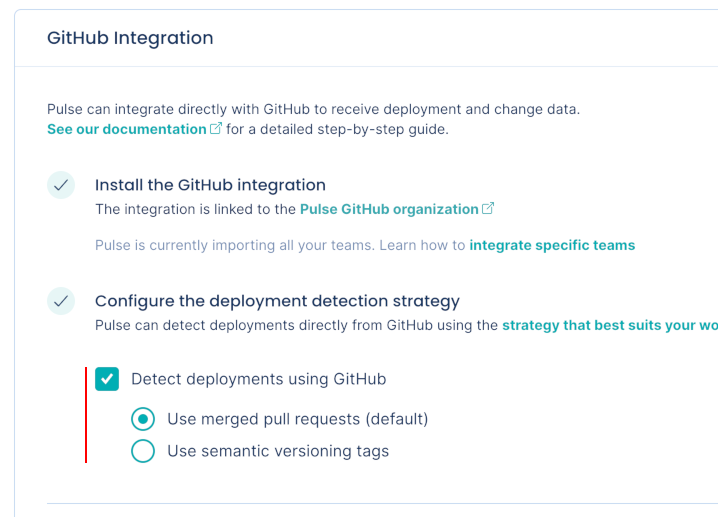 GitHub Integration
Pulse can integrate directly with GitHub to receive deployment and change data.
See our documentation for a detailed step-by-step guide.
Install the GitHub integration
The integration is linked to the Pulse GitHub organization
Pulse is currently importing all your teams. Learn how to integrate specific teams
Configure the deployment detection strategy
Pulse can detect deployments directly from GitHub using the strategy that best suits your wo
Detect deployments using GitHub
Use merged pull requests (default)
Use semantic versioning tags